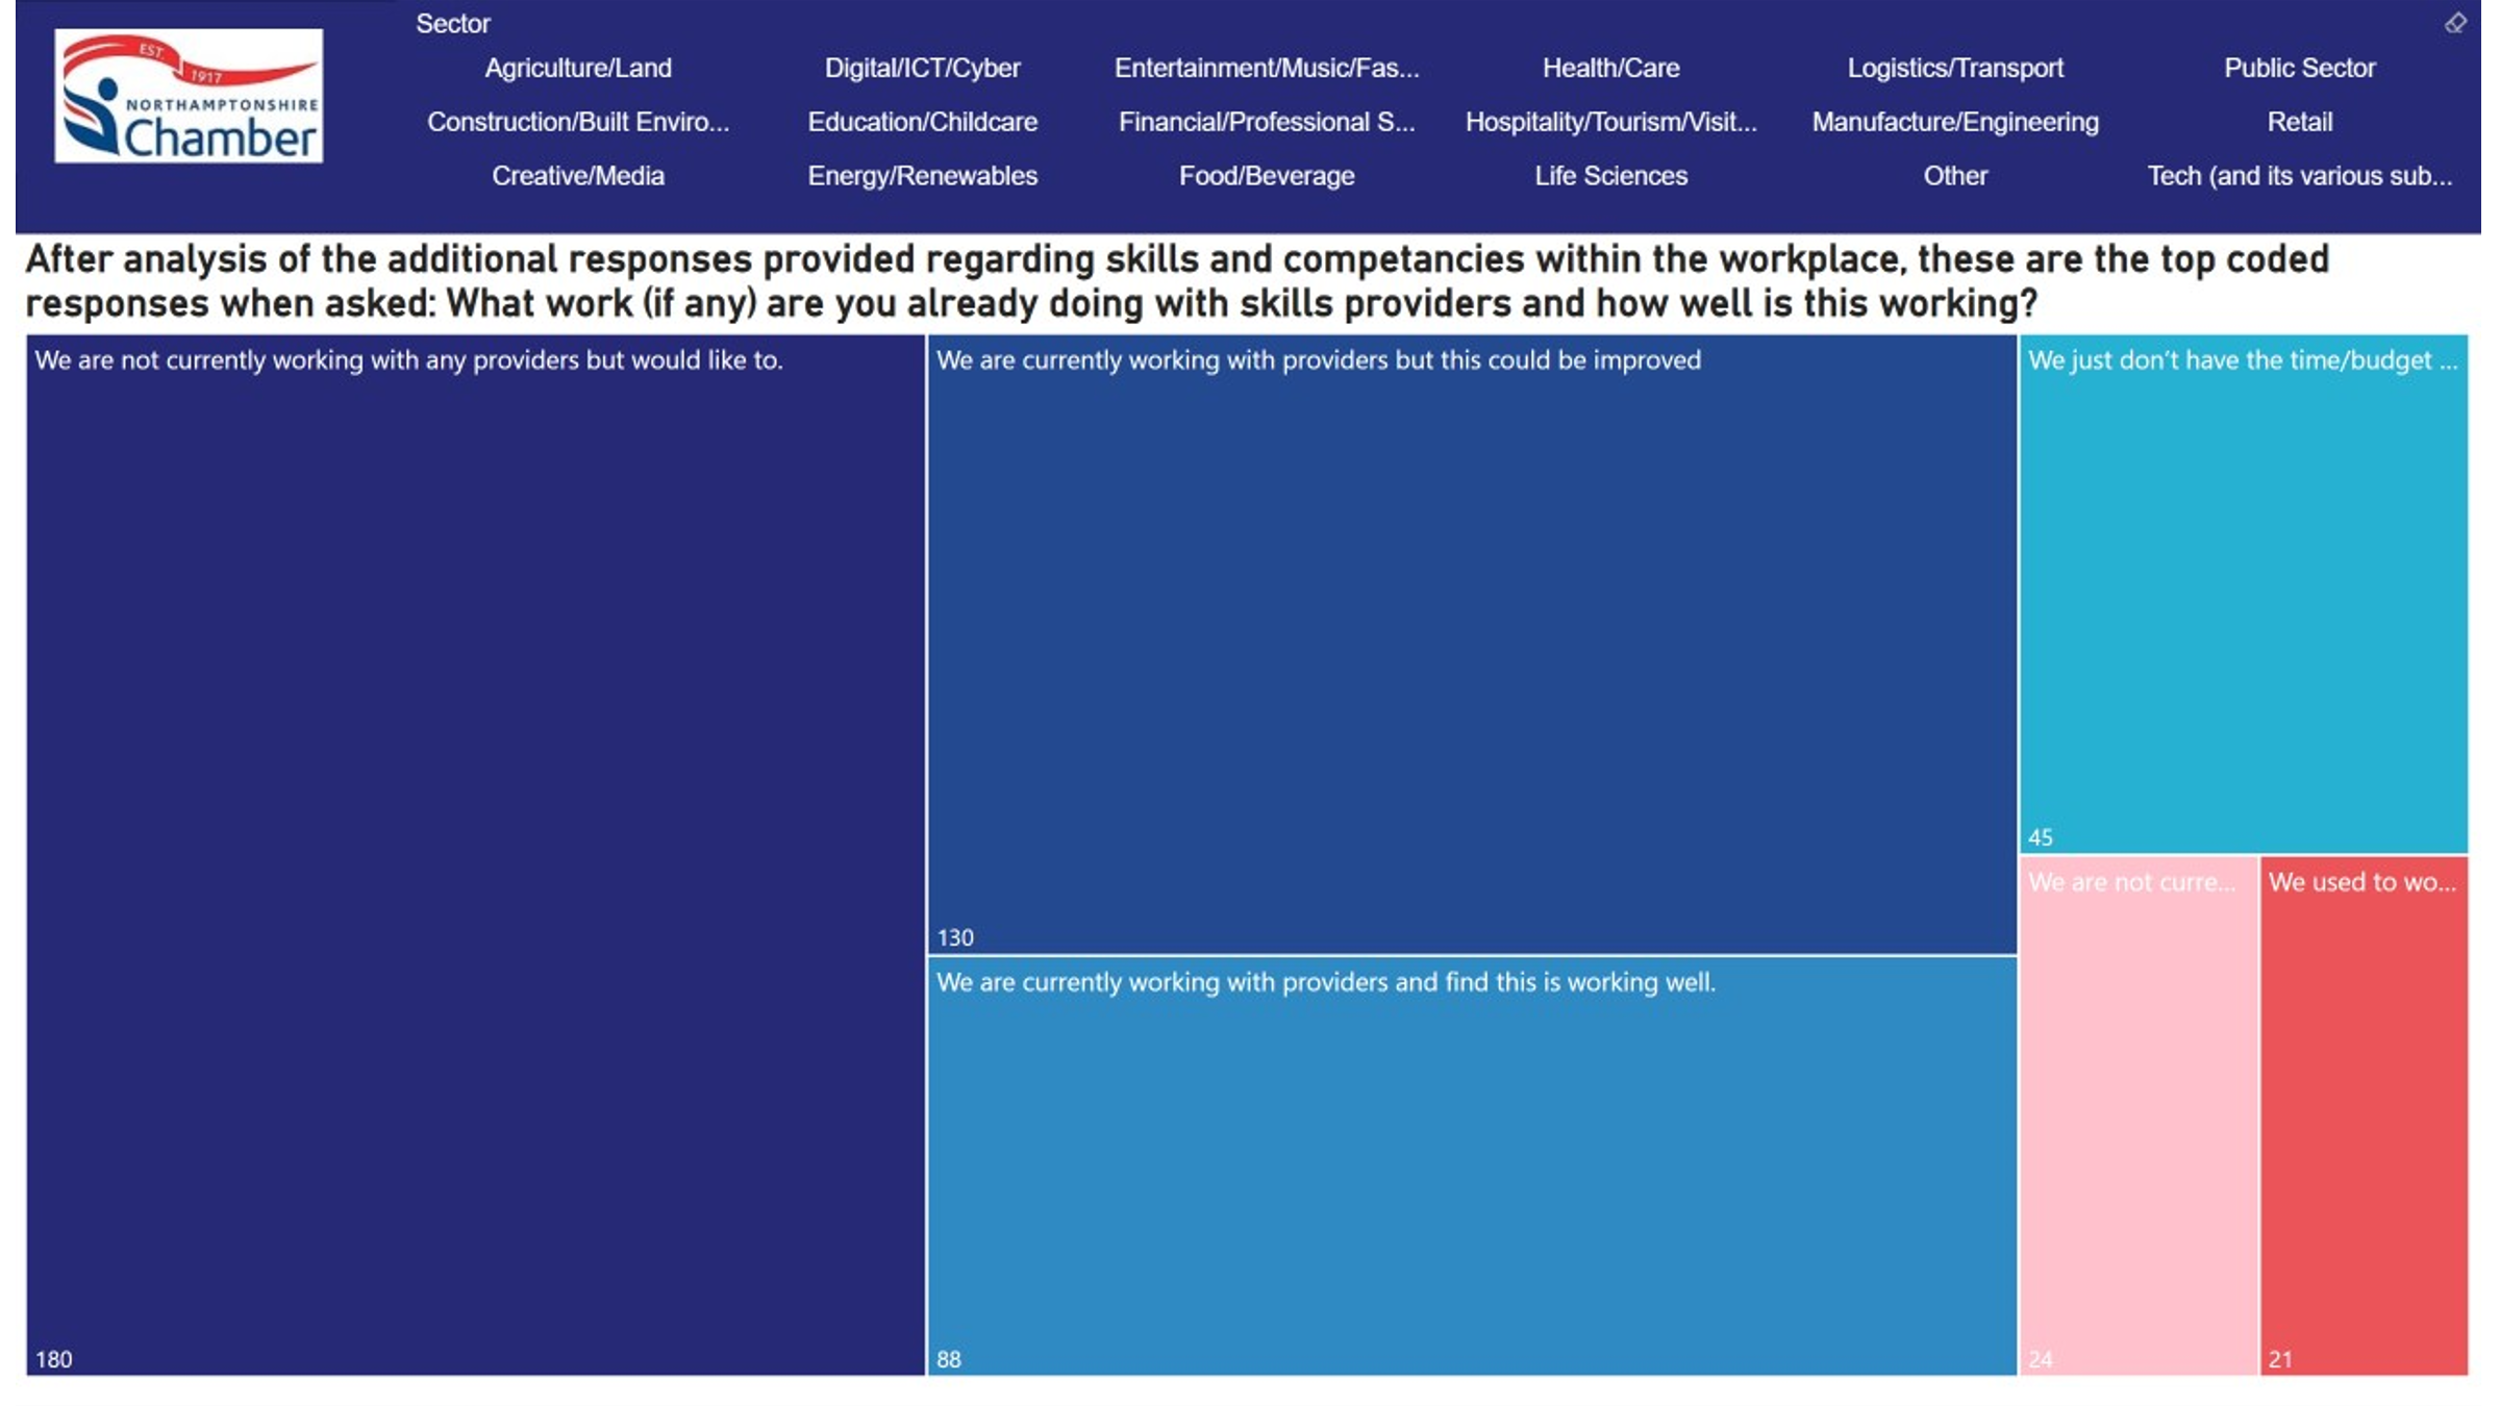 EST.
1917
NORTHAMPTONSHIRE
Chamber
Sector
Agriculture/Land
Digital/ICT/Cyber
Entertainment/Music/Fas...
Health/Care
Logistics/Transport
Public Sector
Construction/Built Enviro...
Education/Childcare
Financial/Professional S...
Hospitality/Tourism/Visit...
Manufacture/Engineering
Retail
Creative/Media
Energy/Renewables
Food/Beverage
Life Sciences
Other
Tech (and its various sub...
After analysis of the additional responses provided regarding skills and competancies within the workplace, these are the top coded
responses when asked: What work (if any) are you already doing with skills providers and how well is this working?
We are not currently working with any providers but would like to.
180
We are currently working with providers but this could be improved
130
We are currently working with providers and find this is working well.
88
We just don’t have the time/budget ...
45
We are not curre...
24
We used to wo...
21